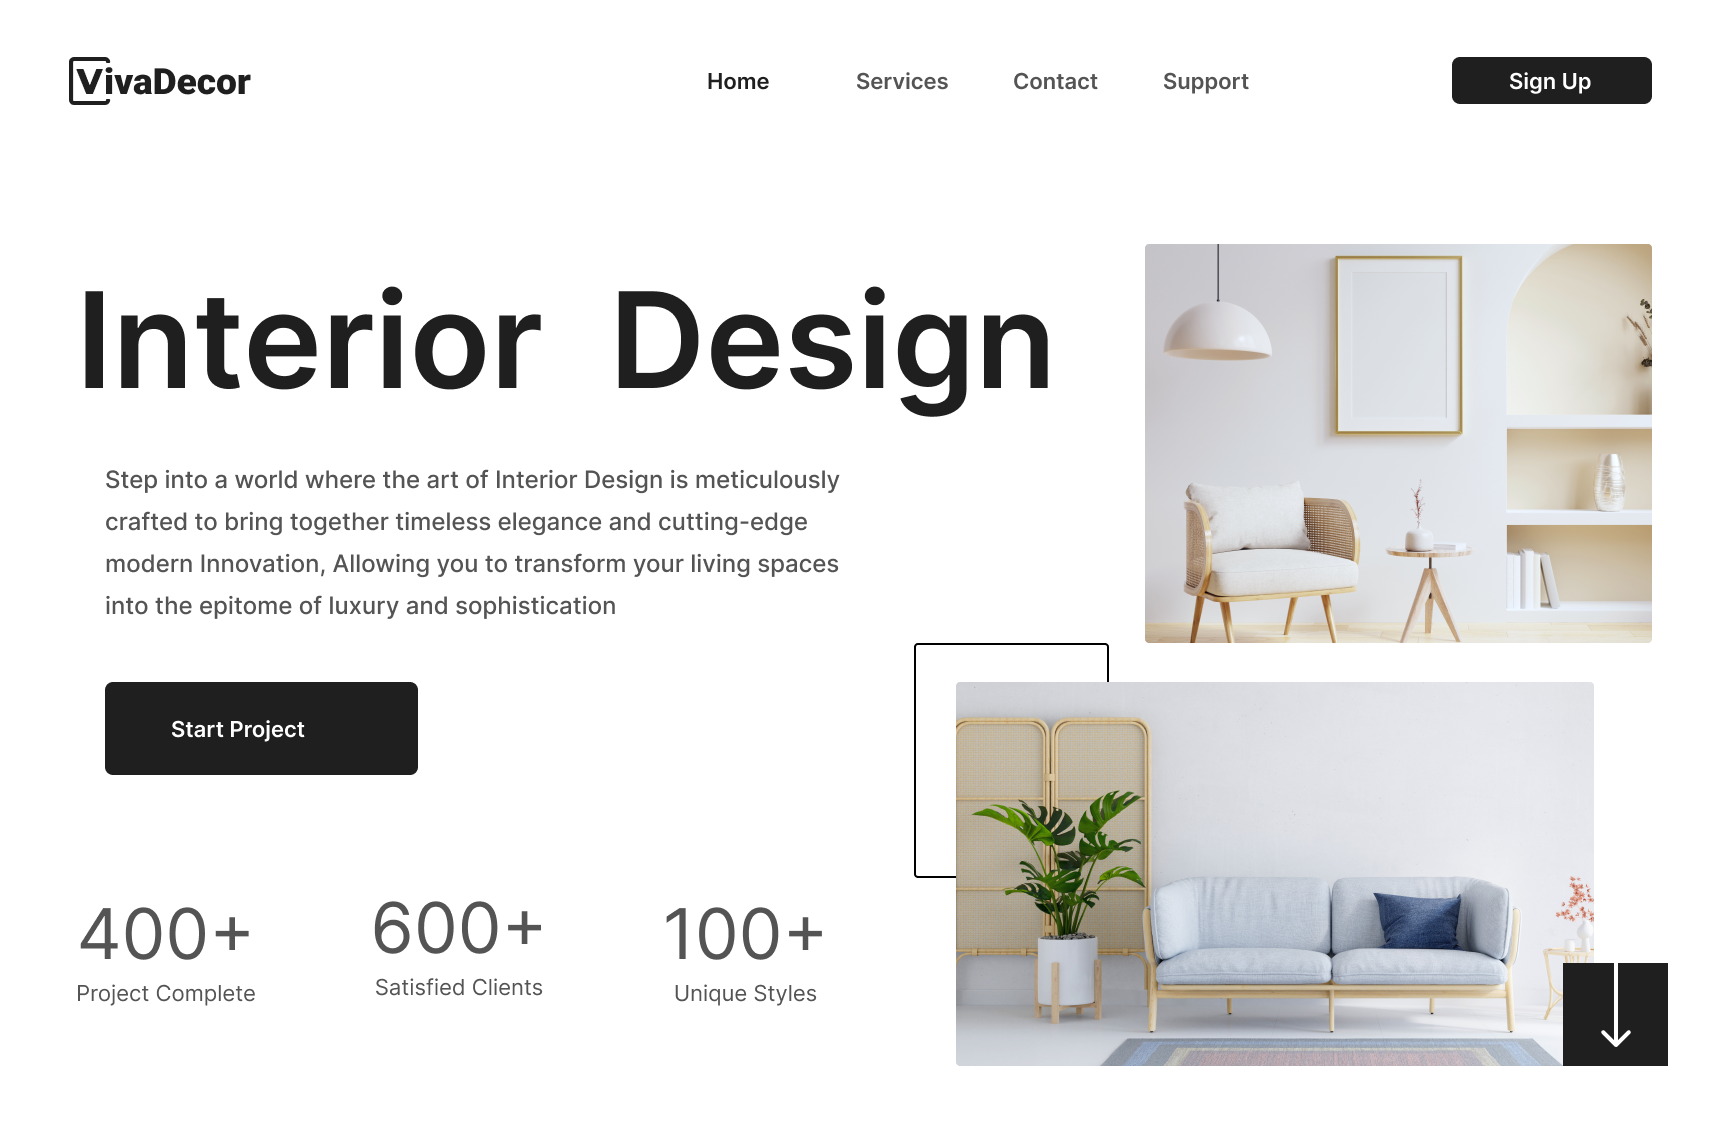 VivaDecor
Home Services Contact Support
Sign Up
Interior Design
Step into a world where the art of Interior Design is meticulously
crafted to bring together timeless elegance and cutting-edge
modern Innovation, Allowing you to transform your living spaces
into the epitome of luxury and sophistication
Start Project
400+ 600+ 100+
Project Complete Satisfied Clients Unique Styles